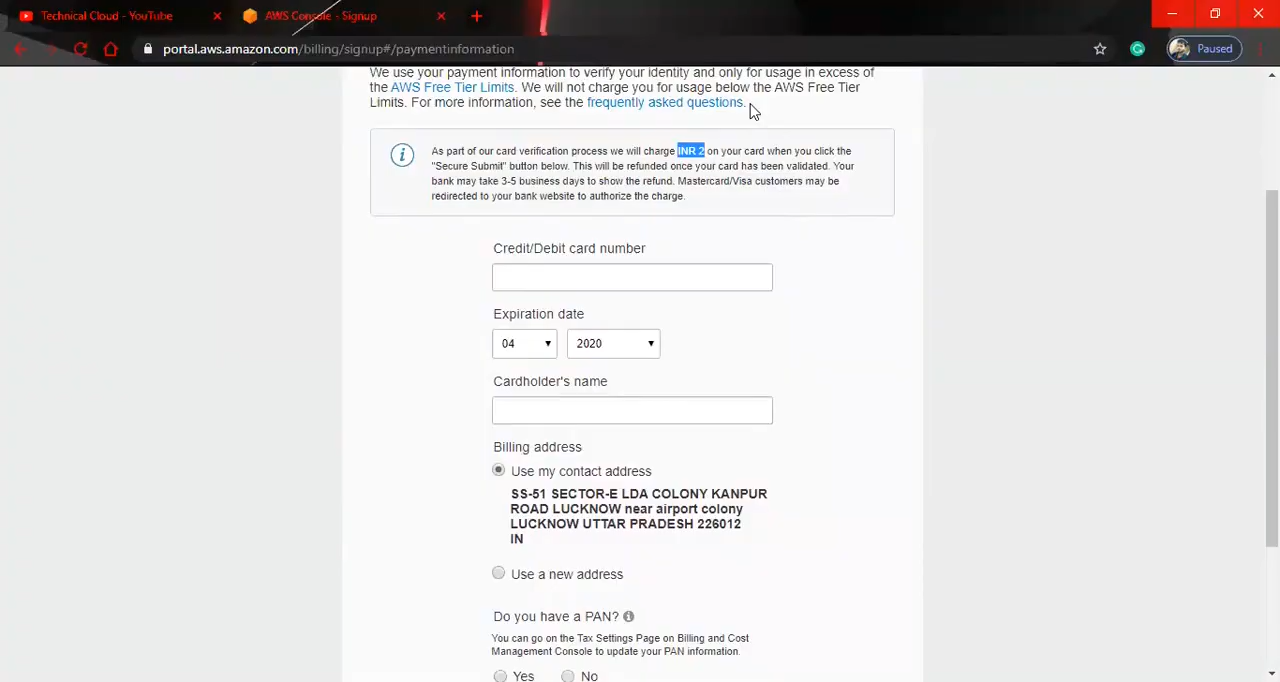 Technical Cloud - YouTube
AWS Console - Signup
portal.aws.amazon.com/billing/signup#/paymentinformation
Paused
We use your payment information to verify your identity and only for usage in excess of
the AWS Free Tier Limits. We will not charge you for usage below the AWS Free Tier
Limits. For more information, see the frequently asked questions.
As part of our card verification process we will charge INR 2 on your card when you click the
"Secure Submit" button below. This will be refunded once your card has been validated. Your
bank may take 3-5 business days to show the refund. Mastercard/Visa customers may be
redirected to your bank website to authorize the charge.
Credit/Debit card number
Expiration date
04 2020
Cardholder's name
Billing address
Use my contact address
SS-51 SECTOR-E LDA COLONY KANPUR
ROAD LUCKNOW near airport colony
LUCKNOW UTTAR PRADESH 226012
IN
Use a new address
Do you have a PAN?
You can go on the Tax Settings Page on Billing and Cost
Management Console to update your PAN information.
Yes No